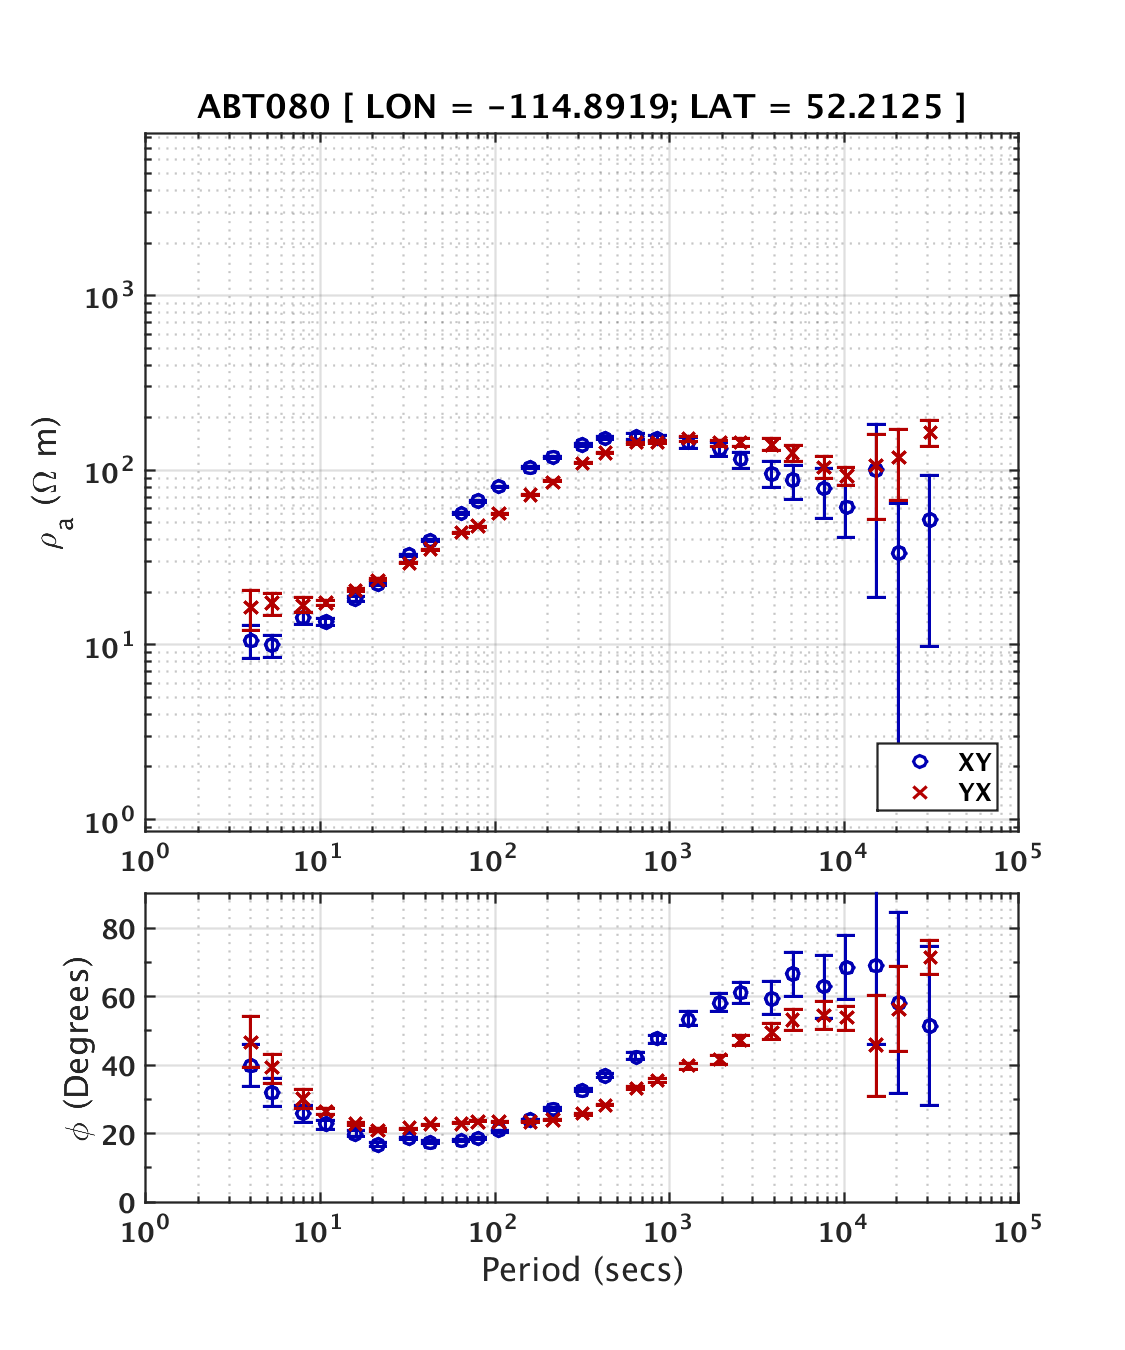 ABT080 [ LON = -114.8919; LAT = 52.2125 ]
10³
10²
10¹
10⁰
ρa (Ω m)
XY
YX
10⁰ 10¹ 10² 10³ 10⁴ 10⁵
80
60
40
20
0
ϕ (Degrees)
10⁰ 10¹ 10² 10³ 10⁴ 10⁵
Period (secs)